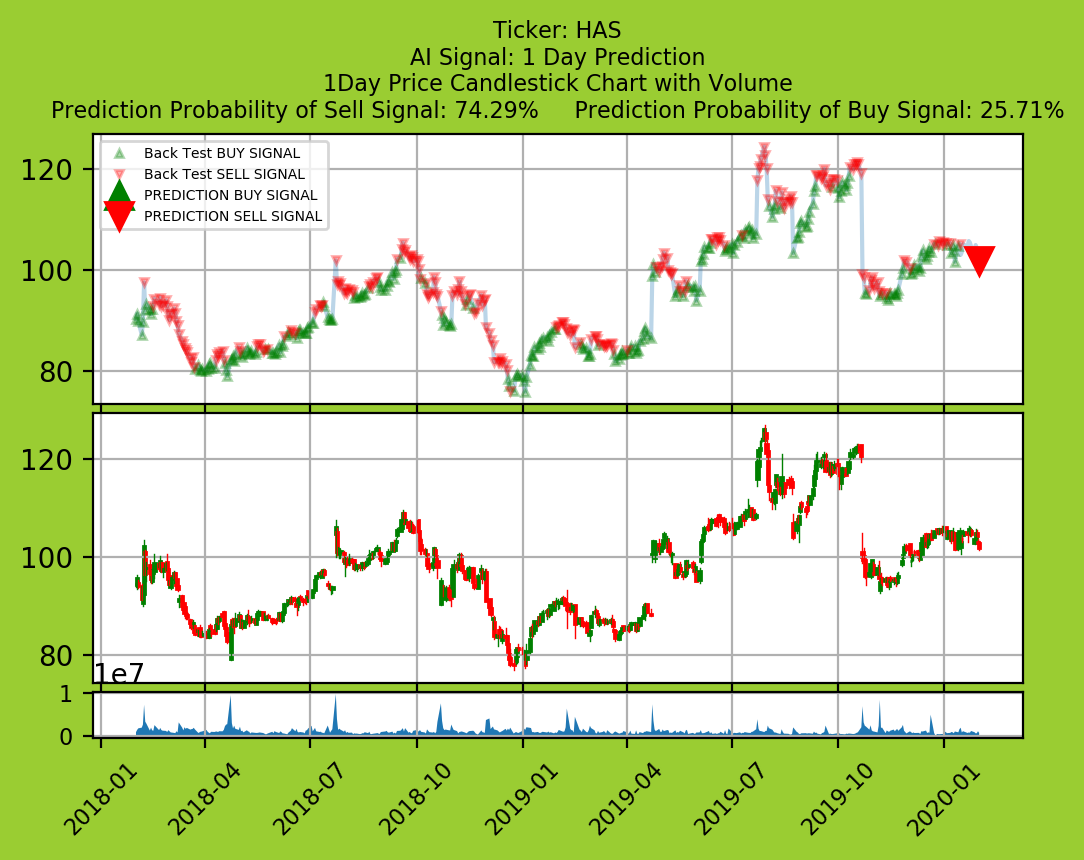 Ticker: HAS
AI Signal: 1 Day Prediction
1Day Price Candlestick Chart with Volume
Prediction Probability of Sell Signal: 74.29% Prediction Probability of Buy Signal: 25.71%
Back Test BUY SIGNAL
Back Test SELL SIGNAL
PREDICTION BUY SIGNAL
PREDICTION SELL SIGNAL
120
100
80
120
100
80
1e7
1
0
2018-01
2018-04
2018-07
2018-10
2019-01
2019-04
2019-07
2019-10
2020-01